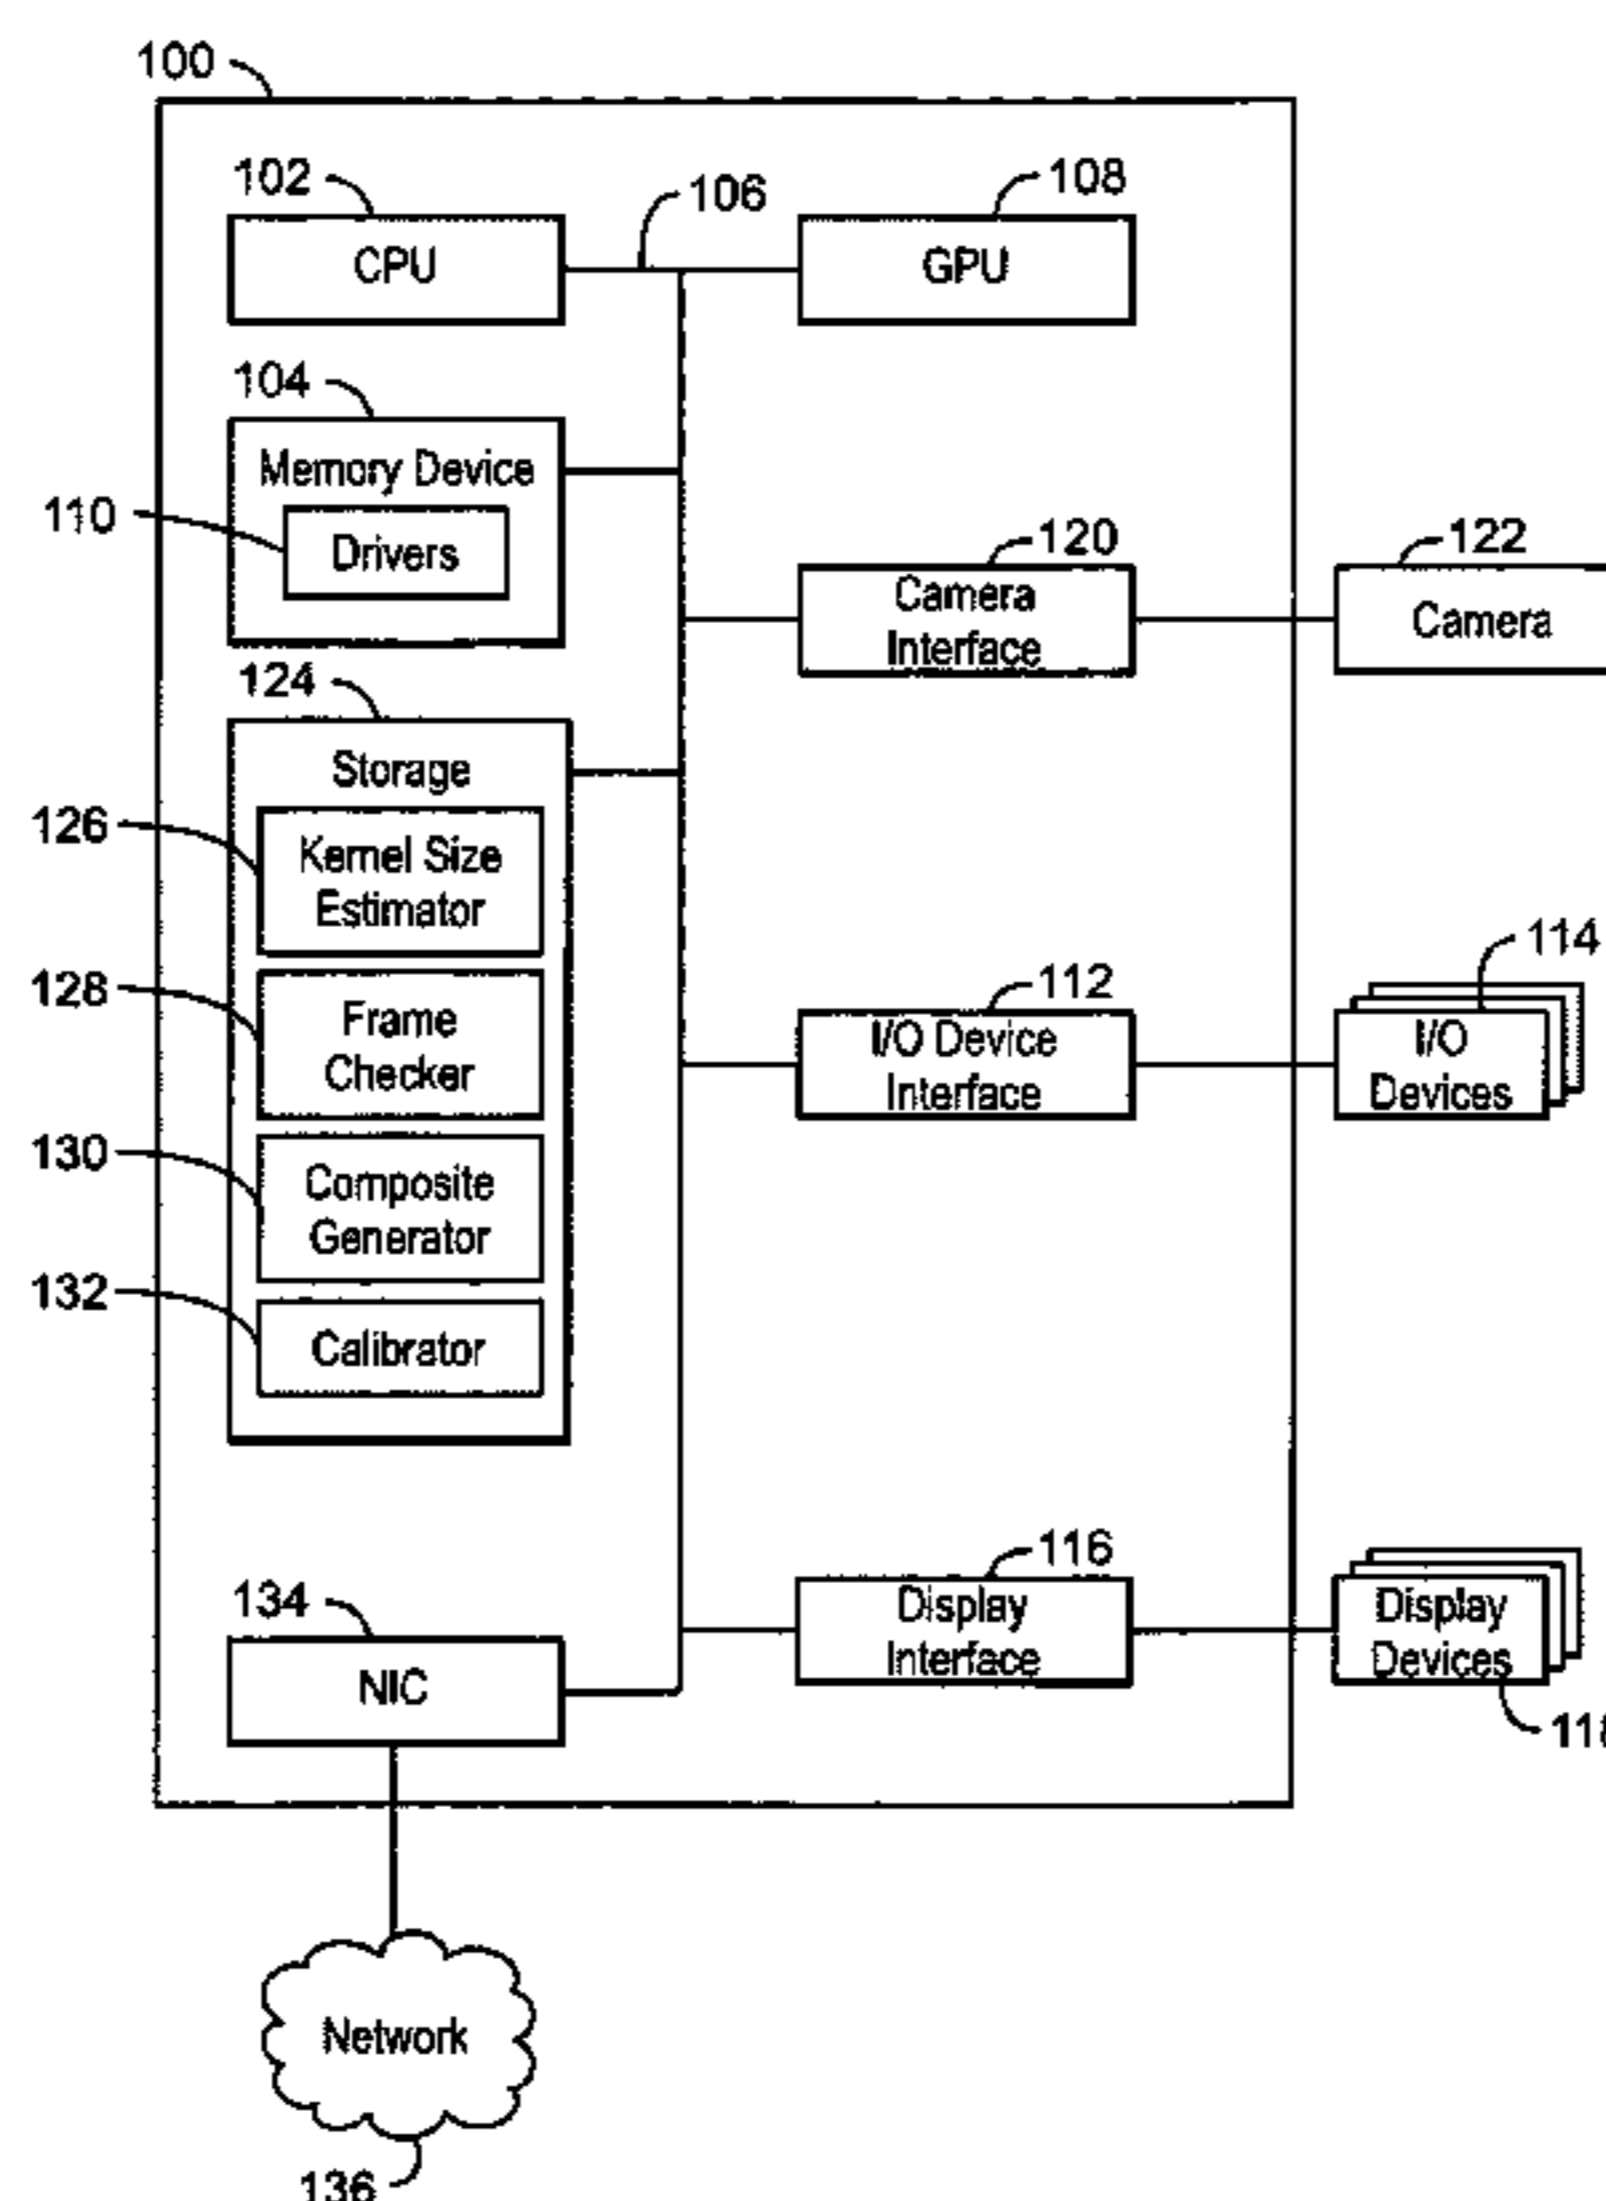 100
102
106
108
CPU
GPU
104
Memory Device
110
Drivers
120
122
Camera
Interface
Camera
124
Storage
126
Kernel Size
Estimator
114
128
Frame
Checker
112
I/O Device
Interface
I/O
Devices
130
Composite
Generator
132
Calibrator
116
134
Display
Interface
Display
Devices
NIC
Network
136